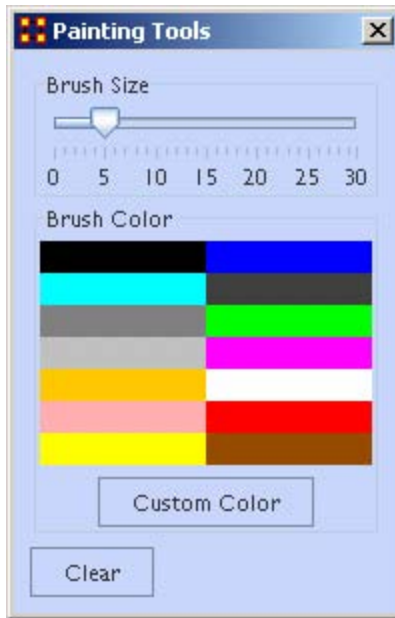 Painting Tools
Brush Size
0 5 10 15 20 25 30
Brush Color
Custom Color
Clear